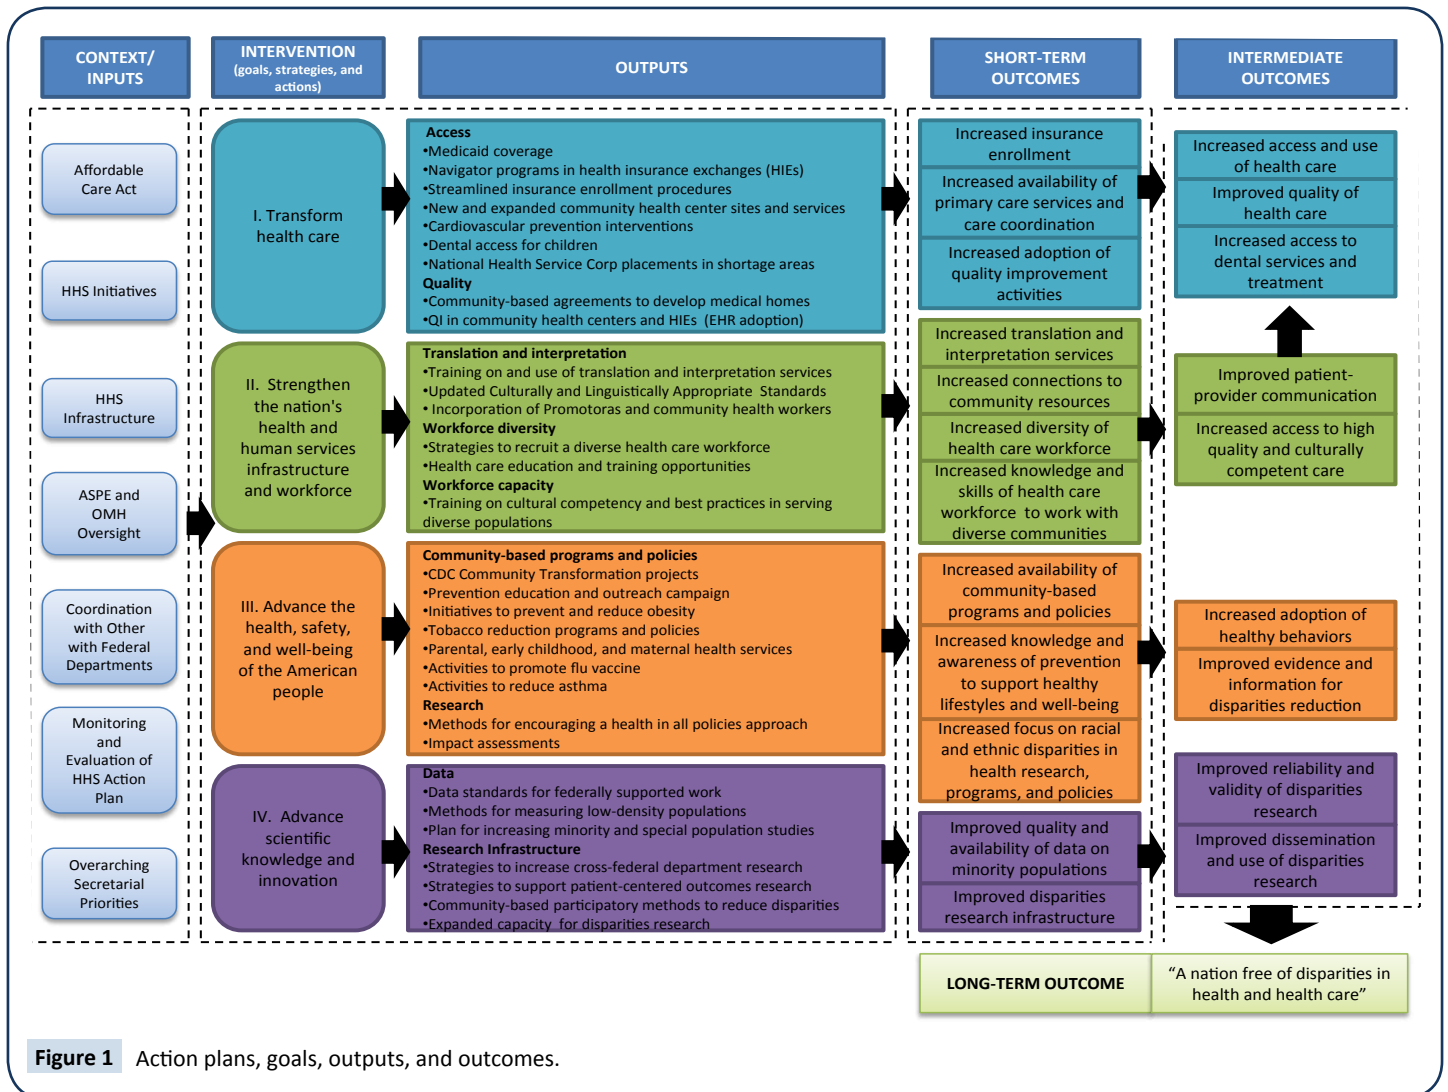 CONTEXT/
INPUTS
INTERVENTION
(goals, strategies, and
actions)
OUTPUTS
SHORT-TERM
OUTCOMES
INTERMEDIATE
OUTCOMES
Affordable
Care Act
HHS Initiatives
HHS
Infrastructure
ASPE and
OMH
Oversight
Coordination
with Other
with Federal
Departments
Monitoring
and
Evaluation of
HHS Action
Plan
Overarching
Secretarial
Priorities
I. Transform
health care
Access
•Medicaid coverage
•Navigator programs in health insurance exchanges (HIEs)
•Streamlined insurance enrollment procedures
•New and expanded community health center sites and services
•Cardiovascular prevention interventions
•Dental access for children
•National Health Service Corp placements in shortage areas
Quality
•Community-based agreements to develop medical homes
•QI in community health centers and HIEs (EHR adoption)
Increased insurance
enrollment
Increased availability of
primary care services and
care coordination
Increased adoption of
quality improvement
activities
Increased access and use
of health care
Improved quality of
health care
Increased access to
dental services and
treatment
II. Strengthen
the nation's
health and
human services
infrastructure
and workforce
Translation and interpretation
•Training on and use of translation and interpretation services
•Updated Culturally and Linguistically Appropriate Standards
• Incorporation of Promotoras and community health workers
Workforce diversity
•Strategies to recruit a diverse health care workforce
•Health care education and training opportunities
Workforce capacity
•Training on cultural competency and best practices in serving
diverse populations
Increased translation and
interpretation services
Increased connections to
community resources
Increased diversity of
health care workforce
Increased knowledge and
skills of health care
workforce to work with
diverse communities
Improved patient-
provider communication
Increased access to high
quality and culturally
competent care
III. Advance the
health, safety,
and well-being
of the American
people
Community-based programs and policies
•CDC Community Transformation projects
•Prevention education and outreach campaign
•Initiatives to prevent and reduce obesity
•Tobacco reduction programs and policies
•Parental, early childhood, and maternal health services
•Activities to promote flu vaccine
•Activities to reduce asthma
Research
•Methods for encouraging a health in all policies approach
•Impact assessments
Increased availability of
community-based
programs and policies
Increased knowledge and
awareness of prevention
to support healthy
lifestyles and well-being
Increased focus on racial
and ethnic disparities in
health research,
programs, and policies
Increased adoption of
healthy behaviors
Improved evidence and
information for
disparities reduction
IV. Advance
scientific
knowledge and
innovation
Data
•Data standards for federally supported work
•Methods for measuring low-density populations
•Plan for increasing minority and special population studies
Research Infrastructure
•Strategies to increase cross-federal department research
•Strategies to support patient-centered outcomes research
•Community-based participatory methods to reduce disparities
•Expanded capacity for disparities research
Improved quality and
availability of data on
minority populations
Improved disparities
research infrastructure
Improved reliability and
validity of disparities
research
Improved dissemination
and use of disparities
research
LONG-TERM OUTCOME
“A nation free of disparities in
health and health care”
Figure 1 Action plans, goals, outputs, and outcomes.